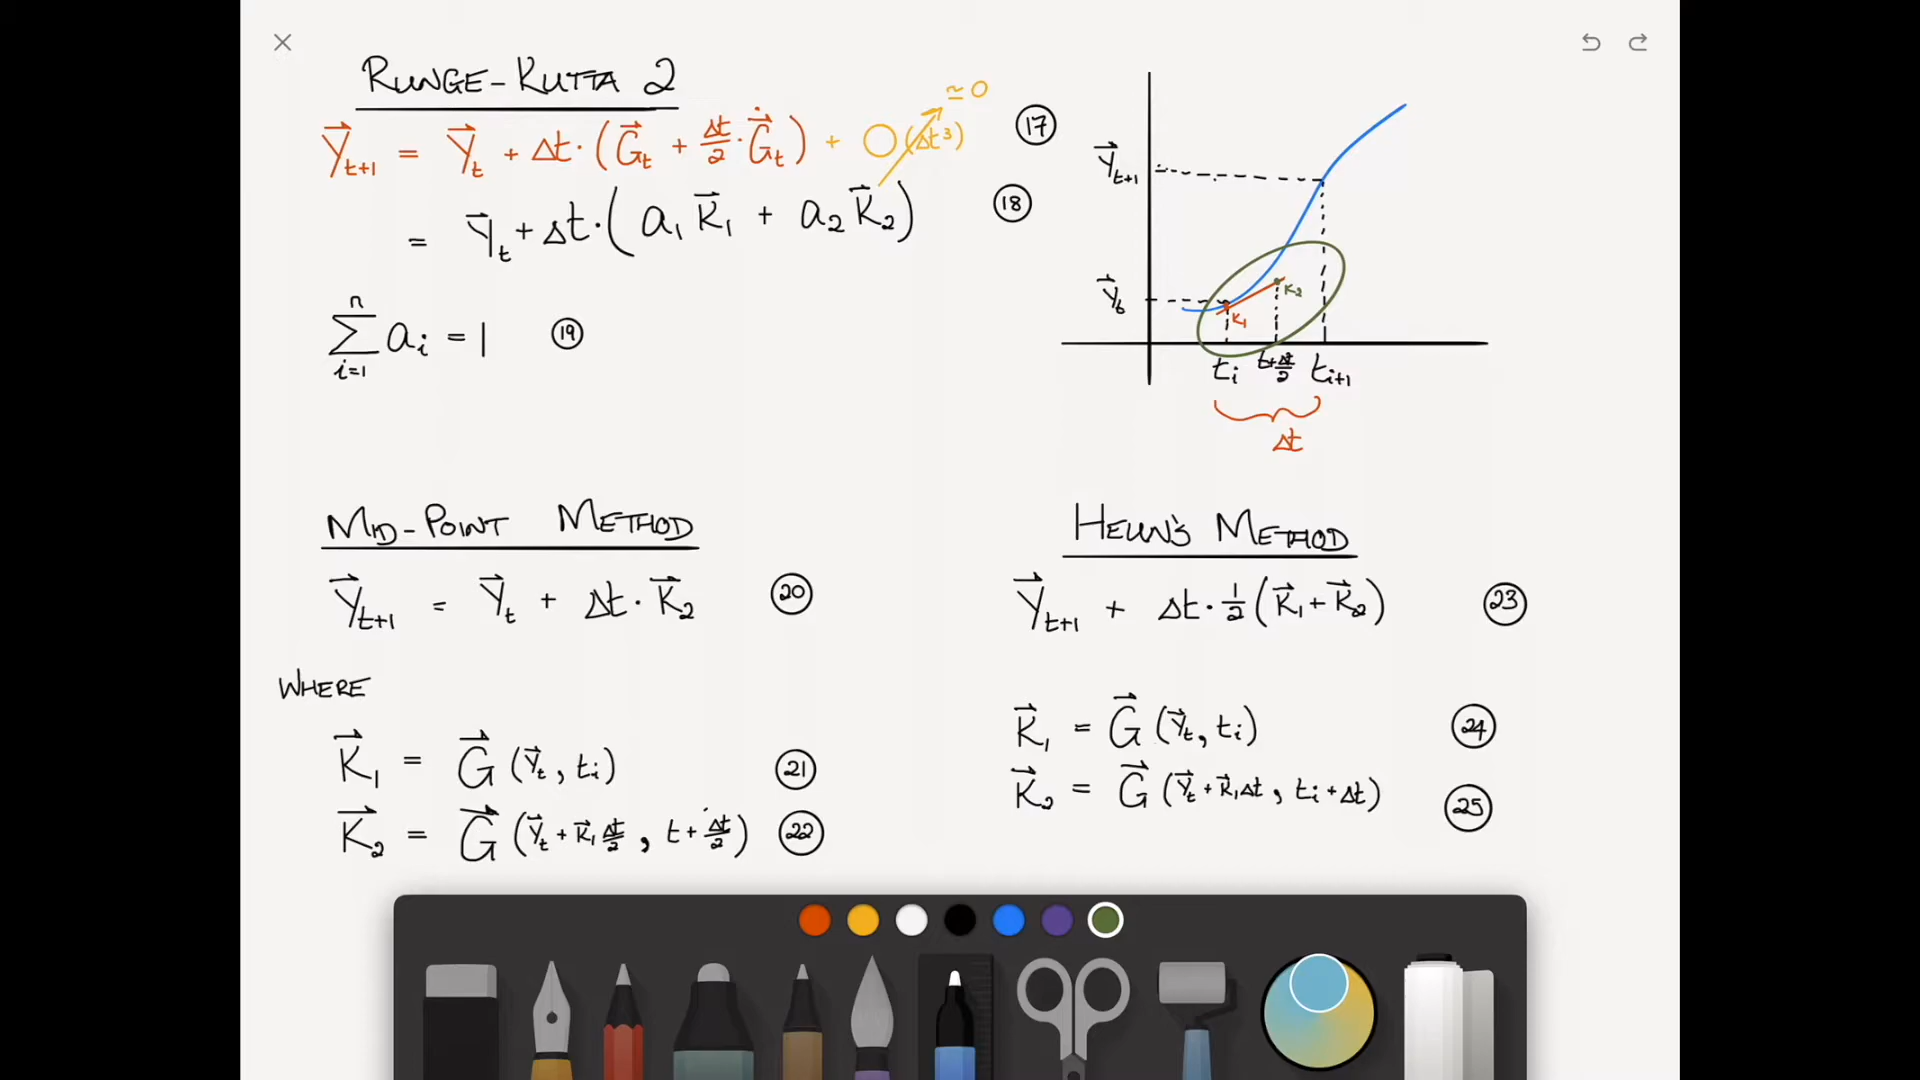 RUNGE-KUTTA 2
Y⃗ₜ₊₁ = Y⃗ₜ + Δt·(G⃗ₜ + Δt/2·G⃗̇ₜ) + O(Δt³) ≃0 (17)
= Y⃗ₜ + Δt·(a₁K⃗₁ + a₂K⃗₂) (18)
n
∑ aᵢ = 1 (19)
i=1
Y⃗ₜ₊₁
Y⃗ₜ
K₁
K₂
tᵢ t+Δt/2 tᵢ₊₁
Δt
MID-POINT METHOD
Y⃗ₜ₊₁ = Y⃗ₜ + Δt·K⃗₂ (20)
WHERE
K⃗₁ = G⃗(Y⃗ₜ, tᵢ) (21)
K⃗₂ = G⃗(Y⃗ₜ + K⃗₁Δt/2, t+Δt/2) (22)
HEUN'S METHOD
Y⃗ₜ₊₁ + Δt·1/2(K⃗₁+K⃗₂) (23)
K⃗₁ = G⃗(Y⃗ₜ, tᵢ) (24)
K⃗₂ = G⃗(Y⃗ₜ + K⃗₁Δt, tᵢ+Δt) (25)